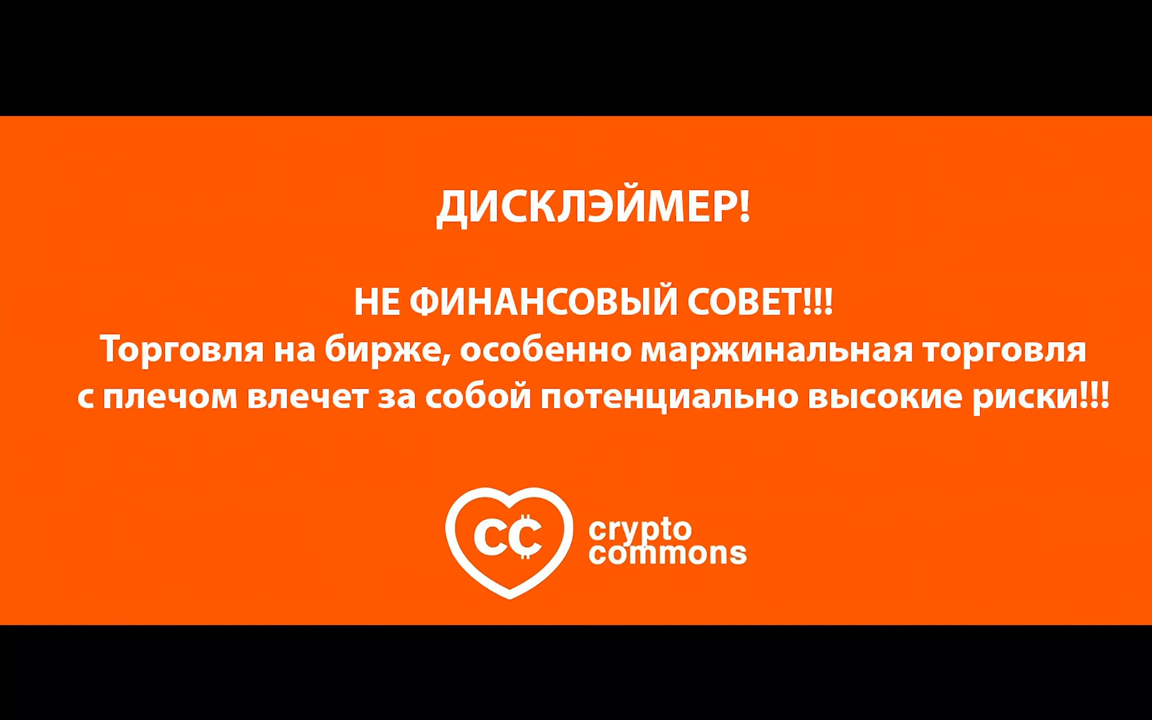 ДИСКЛЭЙМЕР!
НЕ ФИНАНСОВЫЙ СОВЕТ!!!
Торговля на бирже, особенно маржинальная торговля
с плечом влечет за собой потенциально высокие риски!!!
CC
crypto
commons